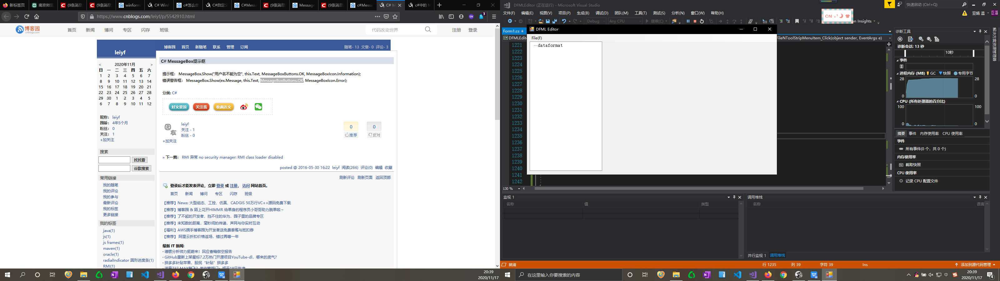 新标签页
南京师范
(9条消息
(9条消息
winform
C# WinF
c#怎么使
C#自定义
C#Messa
(9条消息
Message
(9条消息
c#Messa
C# M
c#中的 M
https://www.cnblogs.com/leiyf/p/5542910.html
博客园
cnblogs.com
首页 新闻 博问 专区 闪存 班级
代码改变世界
注册 登录
leiyf
博客园 首页 新随笔 联系 管理 订阅
随笔- 13 文章- 0 评论- 3
< 2020年11月 >
日 一 二 三 四 五 六
1 2 3 4 5 6 7
8 9 10 11 12 13 14
15 16 17 18 19 20 21
22 23 24 25 26 27 28
29 30 1 2 3 4 5
6 7 8 9 10 11 12
昵称: leiyf
园龄: 4年5个月
粉丝: 0
关注: 1
+加关注
搜索
找找看
谷歌搜索
常用链接
我的随笔
我的评论
我的参与
最新评论
我的标签
更多链接
我的标签
java(1)
js(1)
js frames(1)
maven(1)
oracle(1)
radialIndicator 圆形进度条(1)
RMI(1)
C# MessageBox提示框
提示框: MessageBox.Show("用户名不能为空", this.Text, MessageBoxButtons.OK, MessageBoxIcon.Information);
错误警告框: MessageBox.Show(ex.Message, this.Text, MessageBoxButtons.OK, MessageBoxIcon.Error);
分类: C#
好文要顶 关注我 收藏该文
leiyf
关注 - 1
粉丝 - 0
+加关注
0 0
推荐 反对
» 下一篇: RMI 异常 no security manager: RMI class loader disabled
posted @ 2016-05-30 16:22 leiyf 阅读(266) 评论(0) 编辑 收藏
刷新评论 刷新页面 返回顶部
登录后才能发表评论，立即 登录 或 注册， 访问 网站首页。
首页 新闻 博问 专区 闪存 班级
【推荐】News: 大型组态、工控、仿真、CADGIS 50万行VC++源码免费下载
【推荐】博客园 & 陌上花开HIMMR 给单身的程序员小哥哥助力脱单啦～
【推荐】了不起的开发者，挡不住的华为，园子里的品牌专区
【推荐】未知数的距离，毫秒间的传递，声网与你实时互动
【福利】AWS携手博客园为开发者送免费套餐与抵扣券
【推荐】 阿里云折扣价格返场，错过再等一年
最新 IT 新闻:
· 德银分析师力挺蔚来！回应香橼做空报告
· GitHub重新上架星标7.2万热门开源项目YouTube-dl，哪来的底气？
· 拼多多补贴苹果，股民“补贴”拼多多
20:39
2020/11/17
DFMLEditor (正在运行) - Microsoft Visual Studio
快速启动 (Ctrl+Q)
文件(F) 编辑(E) 视图(V) 项目(P) 生成(B) 调试(D) 团队(M) 工具(T) 测试(S) 分析(N) 窗口(W) 帮助(H)
亚娟 温
Debug Any CPU 继续(C)
on Insights
CN
Form1.cs
DFMLEdito
FileNToolStripMenuItem_Click(object sender, EventArgs e)
DFML Editor
File(F)
dataformat
1221
1222
1223
1224
1225
1226
1227
1228
1229
1230
1231
1232
1233
1234
1235
1236
1237
1238
1239
1240
1241
1242
130 %
诊断工具
诊断会话: 13 秒
10秒
事件
进程内存 (MB) GC 快照 专用字节
28 28
0 0
CPU (所有处理器的百分比)
100 100
0 0
摘要 事件 内存使用率 CPU 使用率
事件
所有事件(0 个，共 0 个)
内存使用率
截取快照
CPU 使用率
记录 CPU 配置文件
解决方案资源管理器
监视 1
名称 值 类型
调用堆栈
名称 语言
并行监视 1 调用堆栈
就绪
行 1235 列 39 字符 39 Ins
添加到源代码管理
在这里输入你要搜索的内容
中
20:39
2020/11/17
4